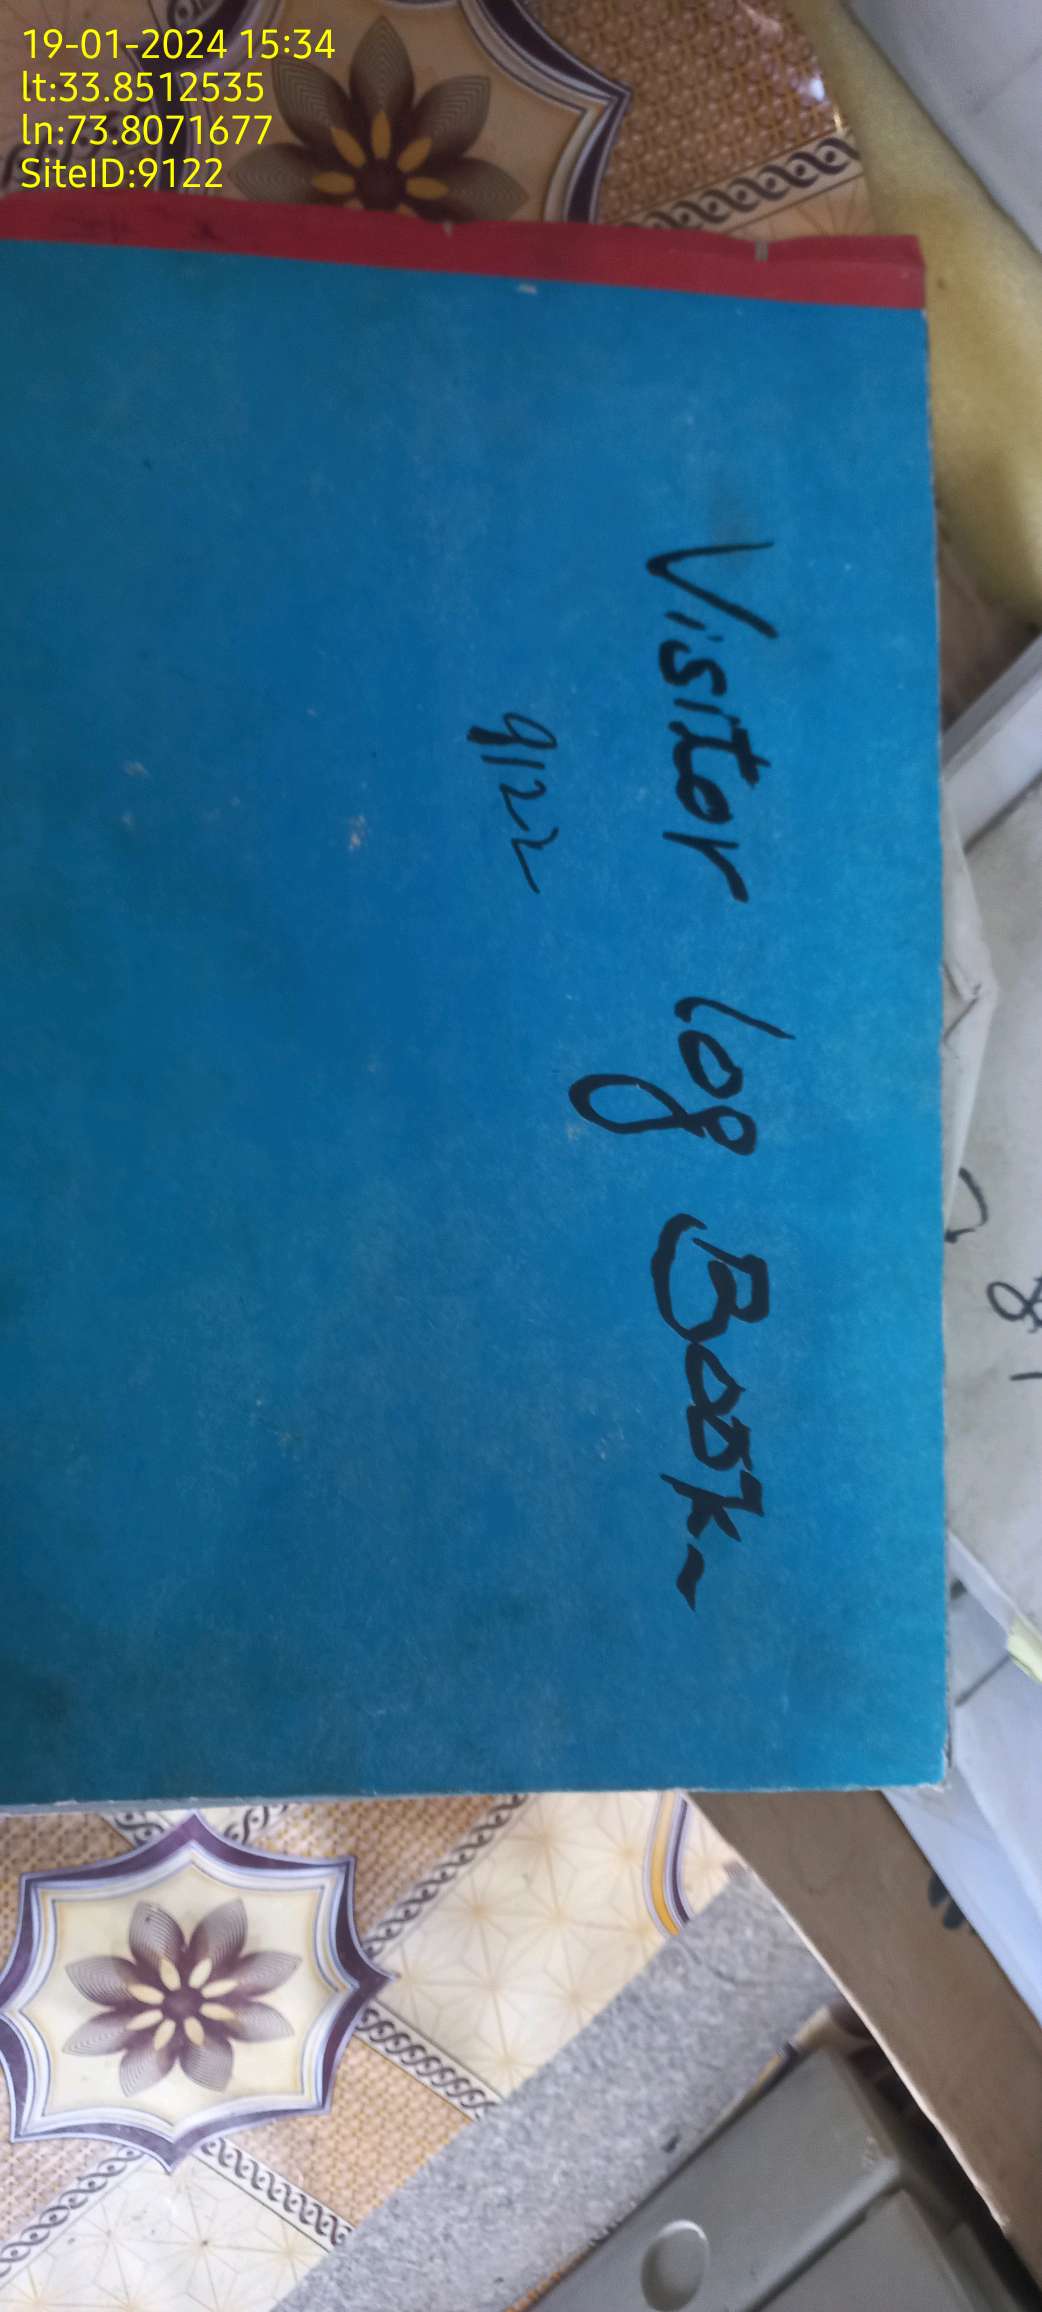 19-01-2024 15:34
lt:33.8512535
ln:73.8071677
SiteID:9122
Visitor log Book
9122